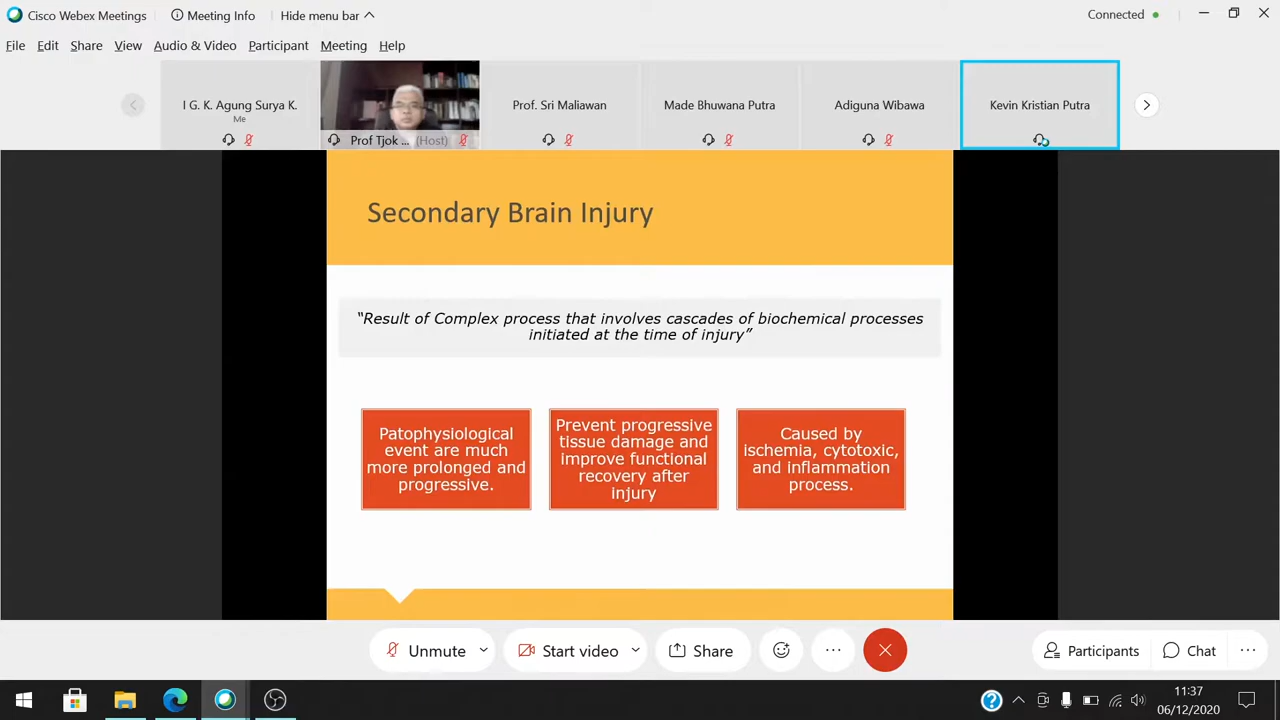 Cisco Webex Meetings
Meeting Info
Hide menu bar
Connected
File Edit Share View Audio & Video Participant Meeting Help
I G. K. Agung Surya K.
Me
Prof Tjok ... (Host)
Prof. Sri Maliawan
Made Bhuwana Putra
Adiguna Wibawa
Kevin Kristian Putra
Secondary Brain Injury
“Result of Complex process that involves cascades of biochemical processes
initiated at the time of injury”
Patophysiological
event are much
more prolonged and
progressive.
Prevent progressive
tissue damage and
improve functional
recovery after
injury
Caused by
ischemia, cytotoxic,
and inflammation
process.
Unmute
Start video
Share
Participants
Chat
11:37
06/12/2020